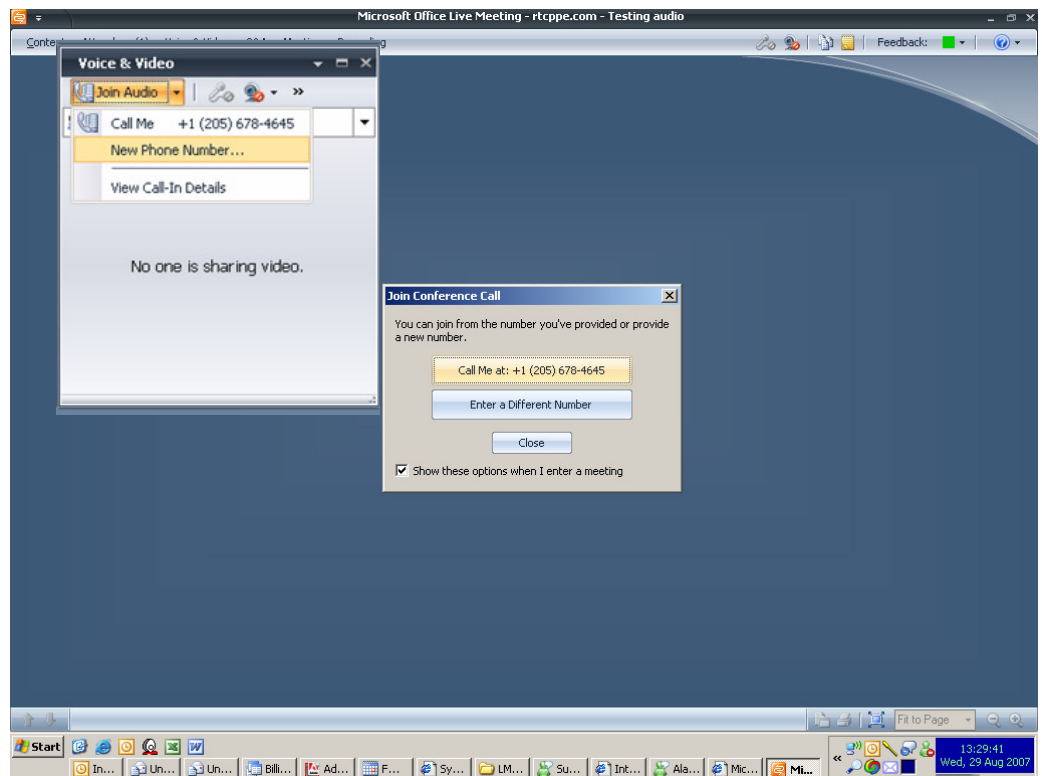 Microsoft Office Live Meeting - rtcppe.com - Testing audio
Feedback:
Voice & Video
Join Audio
Call Me +1 (205) 678-4645
New Phone Number...
View Call-In Details
No one is sharing video.
Join Conference Call
You can join from the number you've provided or provide
a new number.
Call Me at: +1 (205) 678-4645
Enter a Different Number
Close
Show these options when I enter a meeting
Fit to Page
Start
13:29:41
Wed, 29 Aug 2007
In... Un... Un... Billi... Ad... F... Sy... LM... Su... Int... Ala... Mic... Mi...